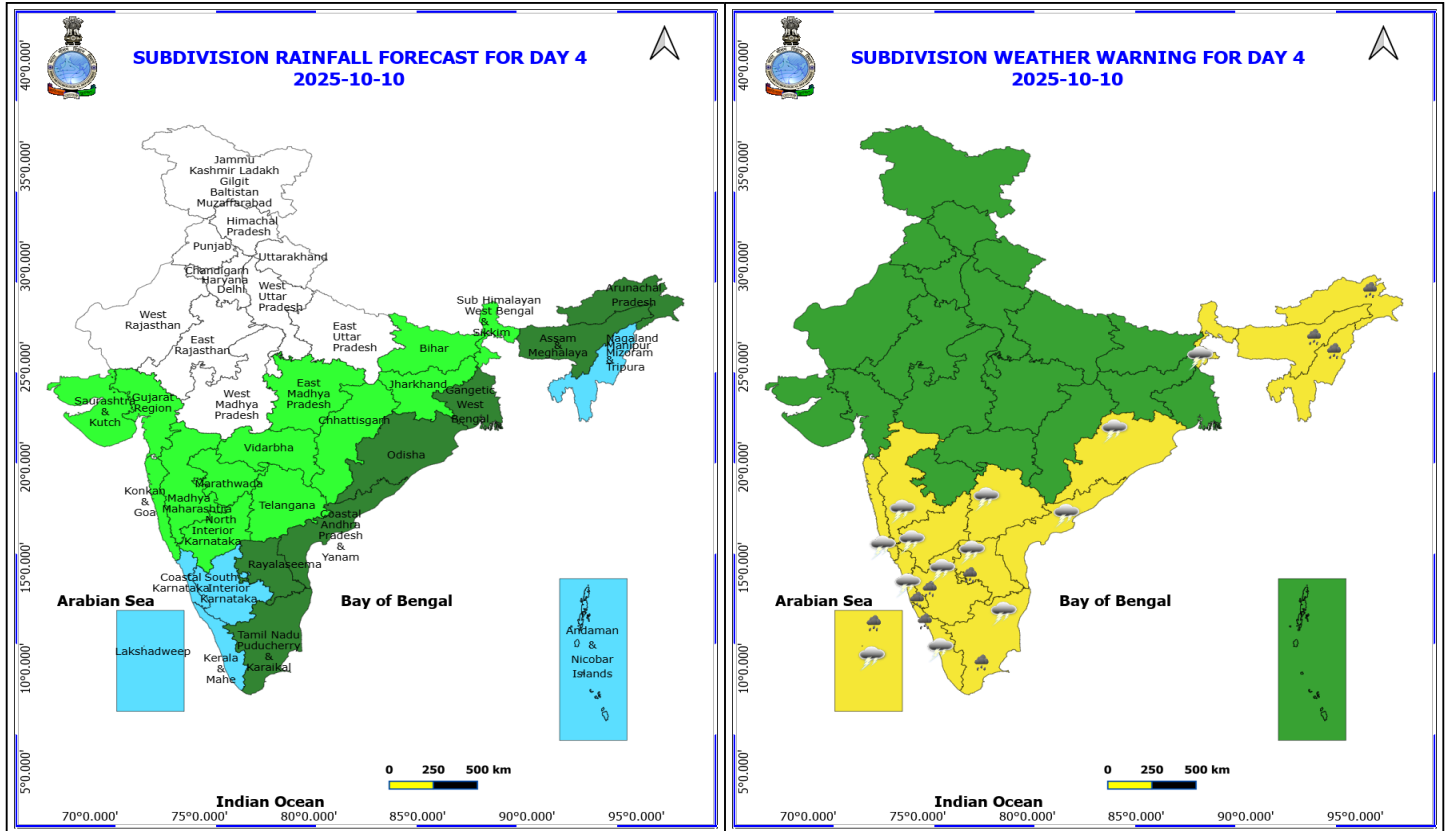 SUBDIVISION RAINFALL FORECAST FOR DAY 4
2025-10-10
40°0.000'
35°0.000'
30°0.000'
25°0.000'
20°0.000'
15°0.000'
10°0.000'
5°0.000'
Jammu
Kashmir Ladakh
Gilgit
Baltistan
Muzaffarabad
Himachal
Pradesh
Punjab
Uttarakhand
Chandigarh
Haryana
Delhi
West
Uttar
Pradesh
West
Rajasthan
East
Rajasthan
East
Uttar
Pradesh
Sub Himalayan
West Bengal
&
Sikkim
Arunachal
Pradesh
Assam
&
Meghalaya
Nagaland
Manipur
Mizoram
&
Tripura
Bihar
Jharkhand
Gangetic
West
Bengal
East
Madhya
Pradesh
West
Madhya
Pradesh
Gujarat
Region
Saurashtra
&
Kutch
Chhattisgarh
Vidarbha
Odisha
Marathwada
Madhya
Maharashtra
Konkan
&
Goa
North
Interior
Karnataka
Telangana
Coastal
Andhra
Pradesh
&
Yanam
Rayalaseema
Coastal
Karnataka
South
Interior
Karnataka
Tamil Nadu
Puducherry
&
Karaikal
Kerala
&
Mahe
Lakshadweep
Andaman
&
Nicobar
Islands
Arabian Sea
Bay of Bengal
Indian Ocean
0 250 500 km
70°0.000' 75°0.000' 80°0.000' 85°0.000' 90°0.000' 95°0.000'
SUBDIVISION WEATHER WARNING FOR DAY 4
2025-10-10
40°0.000'
35°0.000'
30°0.000'
25°0.000'
20°0.000'
15°0.000'
10°0.000'
5°0.000'
Arabian Sea
Bay of Bengal
Indian Ocean
0 250 500 km
70°0.000' 75°0.000' 80°0.000' 85°0.000' 90°0.000' 95°0.000'